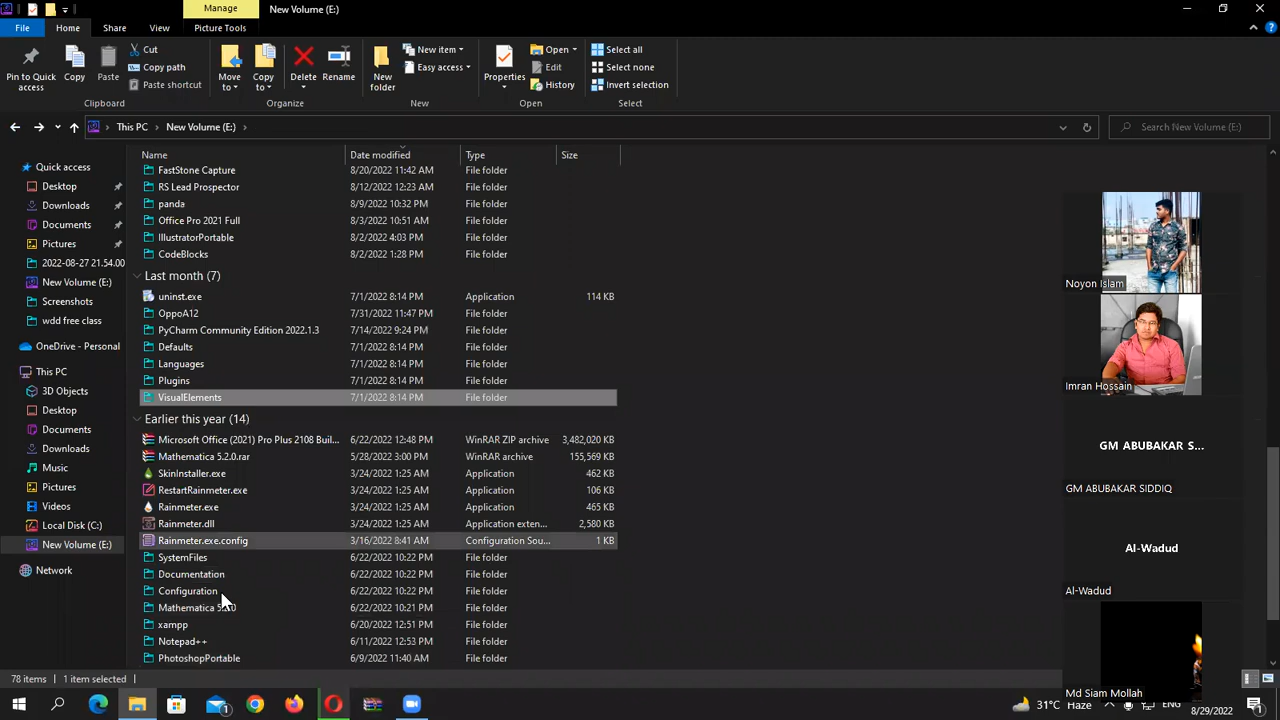 Manage
New Volume (E:)
File
Home
Share
View
Picture Tools
Pin to Quick access
Copy
Paste
Cut
Copy path
Paste shortcut
Clipboard
Move to
Copy to
Delete
Rename
Organize
New folder
New item
Easy access
New
Properties
Open
Edit
History
Open
Select all
Select none
Invert selection
Select
This PC
New Volume (E:)
Search New Volume (E:)
Name Date modified Type Size
FastStone Capture 8/20/2022 11:42 AM File folder
RS Lead Prospector 8/12/2022 12:23 AM File folder
panda 8/9/2022 10:32 PM File folder
Office Pro 2021 Full 8/3/2022 10:51 AM File folder
IllustratorPortable 8/2/2022 4:03 PM File folder
CodeBlocks 8/2/2022 1:28 PM File folder
Last month (7)
uninst.exe 7/1/2022 8:14 PM Application 114 KB
OppoA12 7/31/2022 11:47 PM File folder
PyCharm Community Edition 2022.1.3 7/14/2022 9:24 PM File folder
Defaults 7/1/2022 8:14 PM File folder
Languages 7/1/2022 8:14 PM File folder
Plugins 7/1/2022 8:14 PM File folder
VisualElements 7/1/2022 8:14 PM File folder
Earlier this year (14)
Microsoft Office (2021) Pro Plus 2108 Buil... 6/22/2022 12:48 PM WinRAR ZIP archive 3,482,020 KB
Mathematica 5.2.0.rar 5/28/2022 3:00 PM WinRAR archive 155,569 KB
SkinInstaller.exe 3/24/2022 1:25 AM Application 462 KB
RestartRainmeter.exe 3/24/2022 1:25 AM Application 106 KB
Rainmeter.exe 3/24/2022 1:25 AM Application 465 KB
Rainmeter.dll 3/24/2022 1:25 AM Application exten... 2,580 KB
Rainmeter.exe.config 3/16/2022 8:41 AM Configuration Sou... 1 KB
SystemFiles 6/22/2022 10:22 PM File folder
Documentation 6/22/2022 10:22 PM File folder
Configuration 6/22/2022 10:22 PM File folder
Mathematica 6/22/2022 10:21 PM File folder
xampp 6/20/2022 12:51 PM File folder
Notepad++ 6/11/2022 12:53 PM File folder
PhotoshopPortable 6/9/2022 11:40 AM File folder
Quick access
Desktop
Downloads
Documents
Pictures
2022-08-27 21.54.00
New Volume (E:)
Screenshots
wdd free class
OneDrive - Personal
This PC
3D Objects
Desktop
Documents
Downloads
Music
Pictures
Videos
Local Disk (C:)
New Volume (E:)
Network
Noyon Islam
Imran Hossain
GM ABUBAKAR S...
GM ABUBAKAR SIDDIQ
Al-Wadud
Al-Wadud
Md Siam Mollah
78 items
1 item selected
1
31°C Haze
ENG
8/29/2022